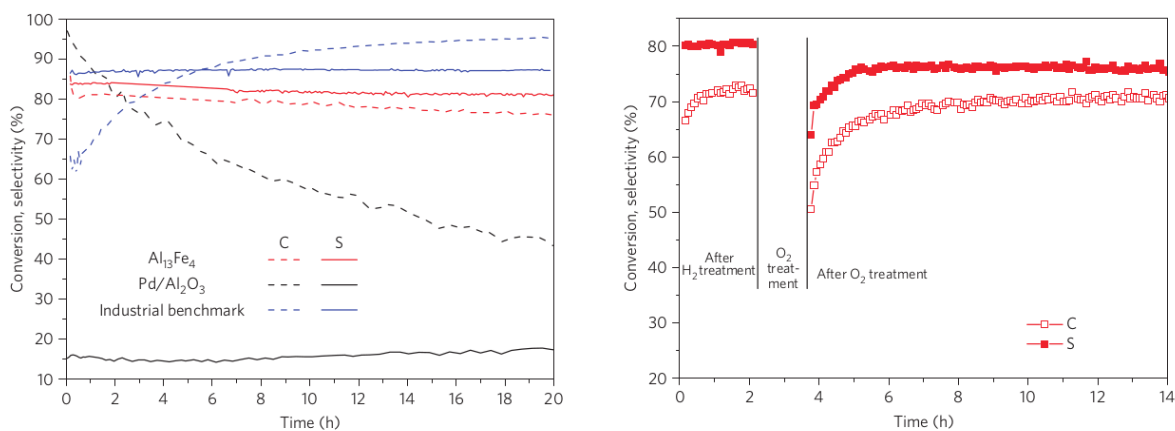 100
90
80
70
60
50
40
30
20
10
Conversion, selectivity (%)
C S
Al₁₃Fe₄
Pd/Al₂O₃
Industrial benchmark
0 2 4 6 8 10 12 14 16 18 20
Time (h)
80
70
60
50
40
30
80
20
Conversion, selectivity (%)
After
H₂ treatment
O₂
treat-
ment
After O₂ treatment
C
S
0 2 4 6 8 10 12 14
Time (h)